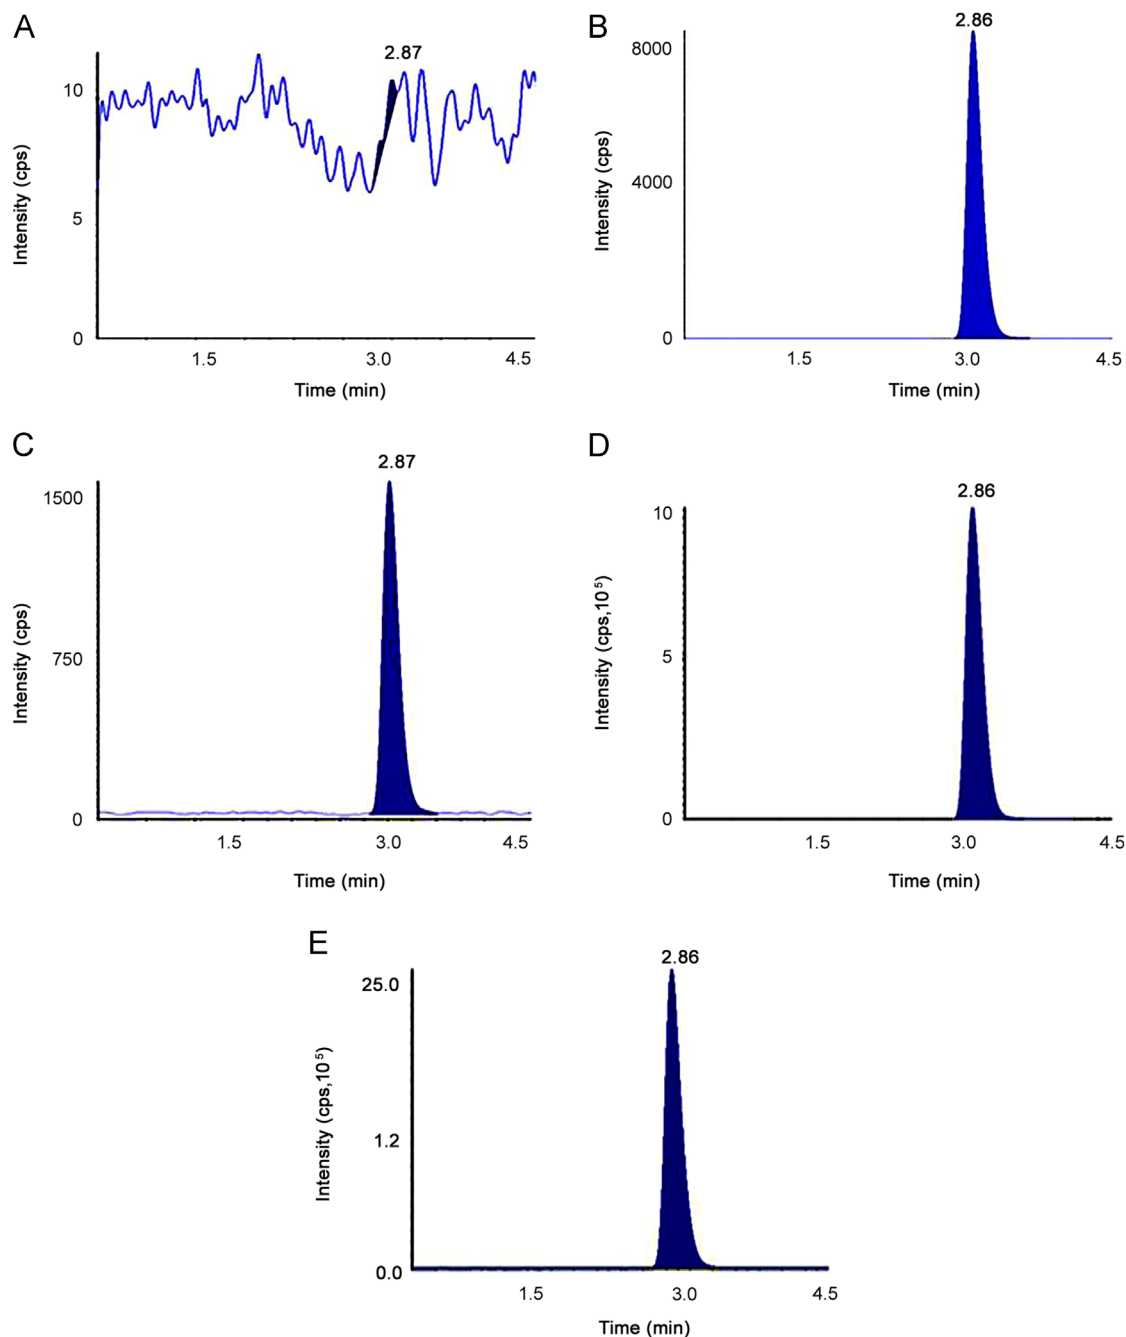 A
2.87
10
5
0
Intensity (cps)
1.5 3.0 4.5
Time (min)
B
2.86
8000
4000
0
Intensity (cps)
1.5 3.0 4.5
Time (min)
C
2.87
1500
750
0
Intensity (cps)
1.5 3.0 4.5
Time (min)
D
2.86
10
5
0
Intensity (cps,10⁵)
1.5 3.0 4.5
Time (min)
E
2.86
25.0
1.2
0.0
Intensity (cps,10⁵)
1.5 3.0 4.5
Time (min)